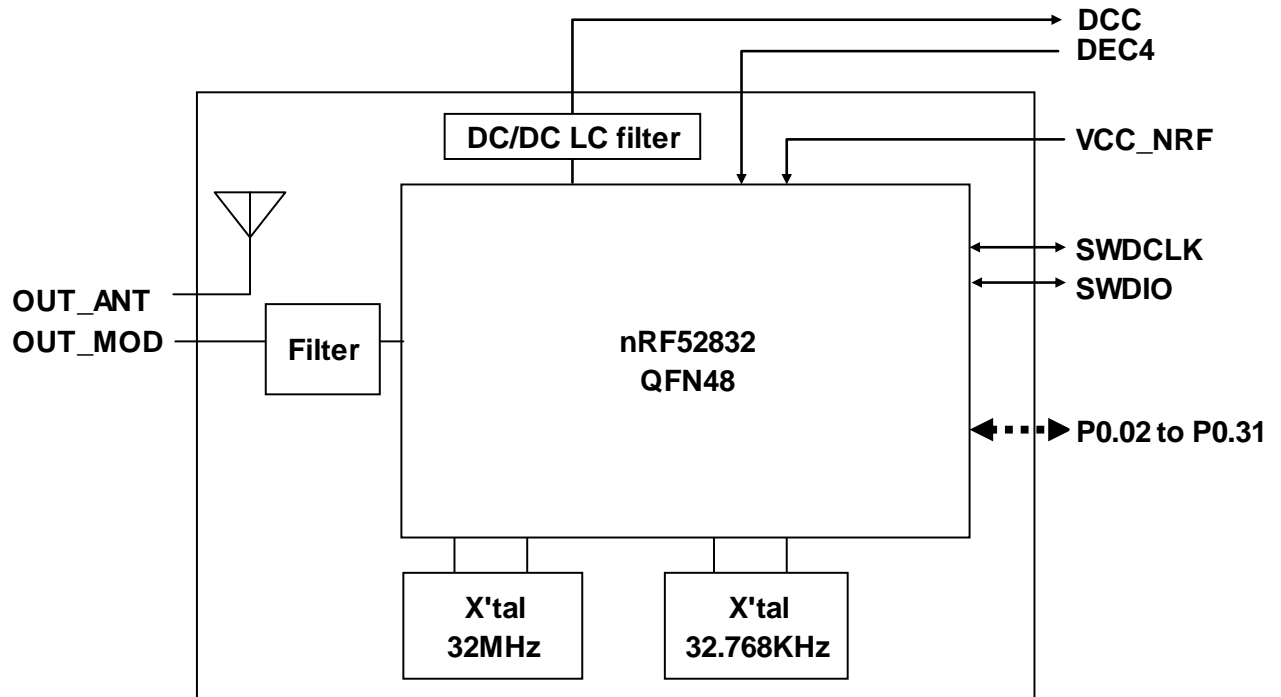 DCC
DEC4
DC/DC LC filter
VCC_NRF
SWDCLK
SWDIO
OUT_ANT
OUT_MOD
Filter
nRF52832
QFN48
P0.02 to P0.31
X'tal
32MHz
X'tal
32.768KHz